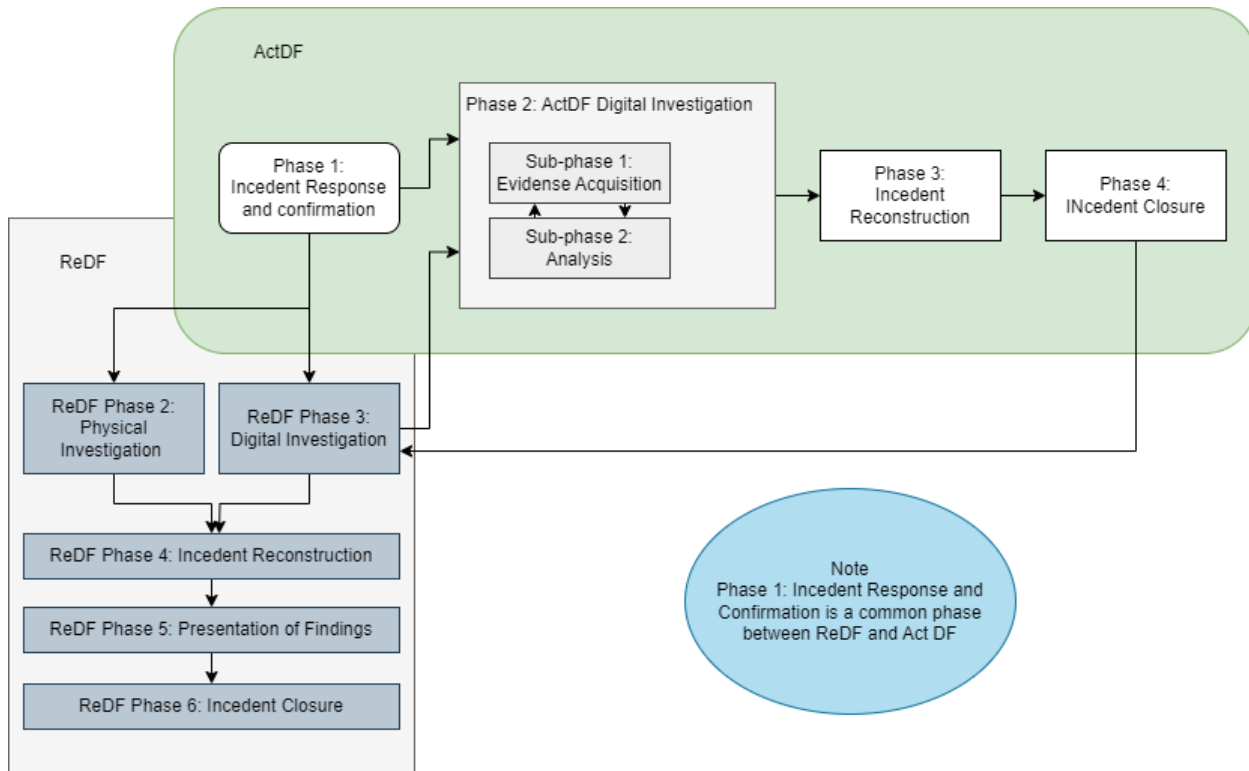 ActDF
Phase 2: ActDF Digital Investigation
Phase 1:
Incedent Response
and confirmation
Sub-phase 1:
Evidense Acquisition
Sub-phase 2:
Analysis
Phase 3:
Incedent
Reconstruction
Phase 4:
INcedent Closure
ReDF
ReDF Phase 2:
Physical
Investigation
ReDF Phase 3:
Digital Investigation
ReDF Phase 4: Incedent Reconstruction
ReDF Phase 5: Presentation of Findings
ReDF Phase 6: Incedent Closure
Note
Phase 1: Incedent Response and
Confirmation is a common phase
between ReDF and Act DF